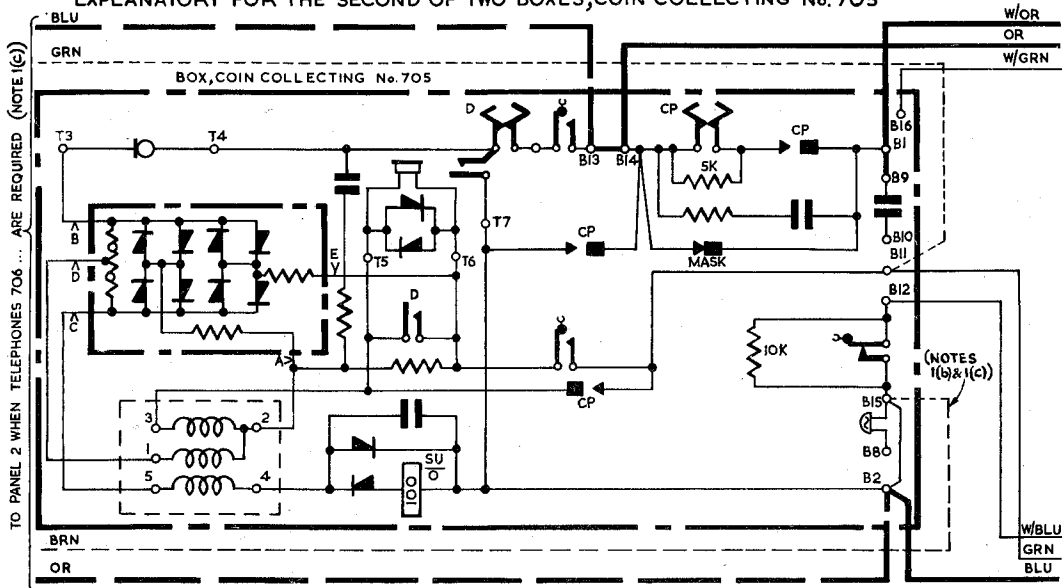 EXPLANATORY FOR THE SECOND OF TWO BOXES, COIN COLLECTING No. 705
BLU
W/OR
OR
GRN
W/GRN
BOX, COIN COLLECTING No. 705
TO PANEL 2 WHEN TELEPHONES 706 ... ARE REQUIRED (NOTE 1(c))
D
C
CP
B16
T3
T4
B13
B14
CP
B1
5K
B9
B
T7
D
E
CP
B10
T5
T6
MASK
B11
C
D
C
B12
A
10K
(NOTES
1(b) & 1(c))
CP
3
2
B15
1
SU
O
B8
5
4
100
B2
BRN
W/BLU
GRN
OR
BLU